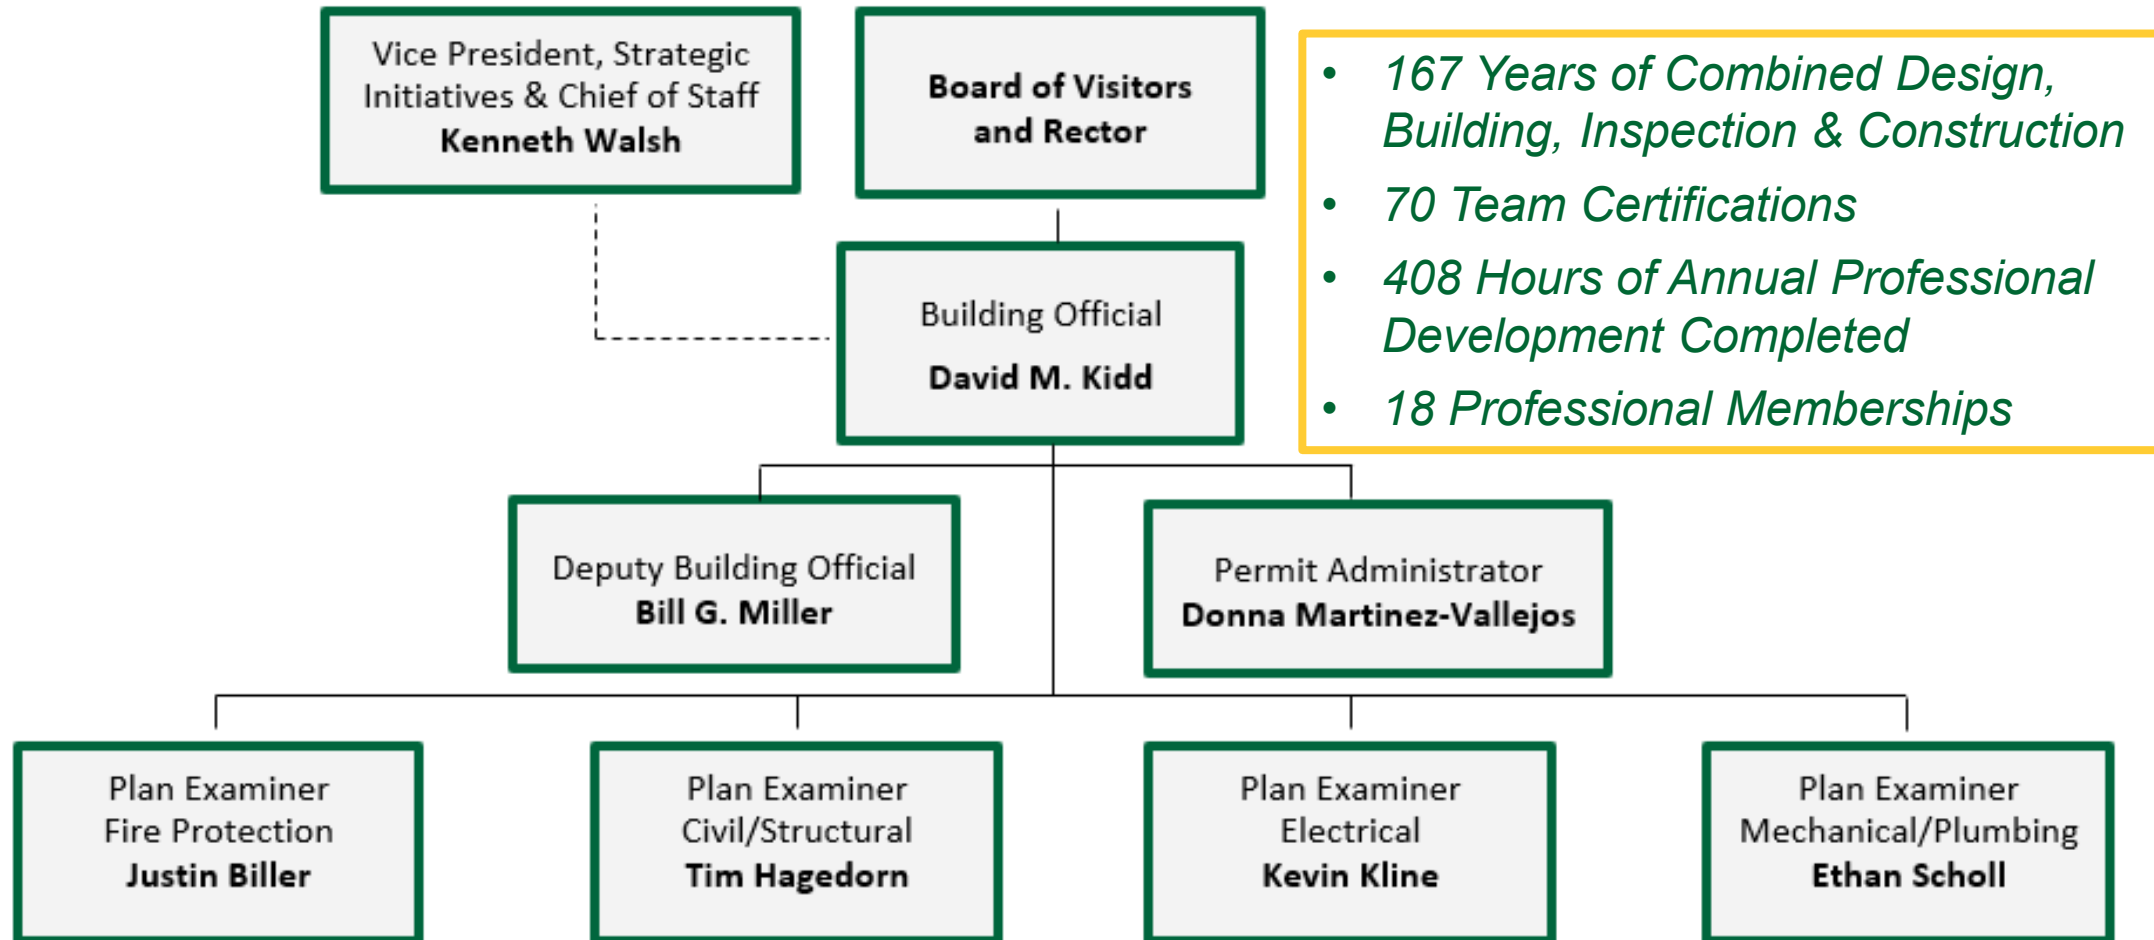 Vice President, Strategic
Initiatives & Chief of Staff
Kenneth Walsh
Board of Visitors
and Rector
• 167 Years of Combined Design,
Building, Inspection & Construction
• 70 Team Certifications
• 408 Hours of Annual Professional
Development Completed
• 18 Professional Memberships
Building Official
David M. Kidd
Deputy Building Official
Bill G. Miller
Permit Administrator
Donna Martinez-Vallejos
Plan Examiner
Fire Protection
Justin Biller
Plan Examiner
Civil/Structural
Tim Hagedorn
Plan Examiner
Electrical
Kevin Kline
Plan Examiner
Mechanical/Plumbing
Ethan Scholl